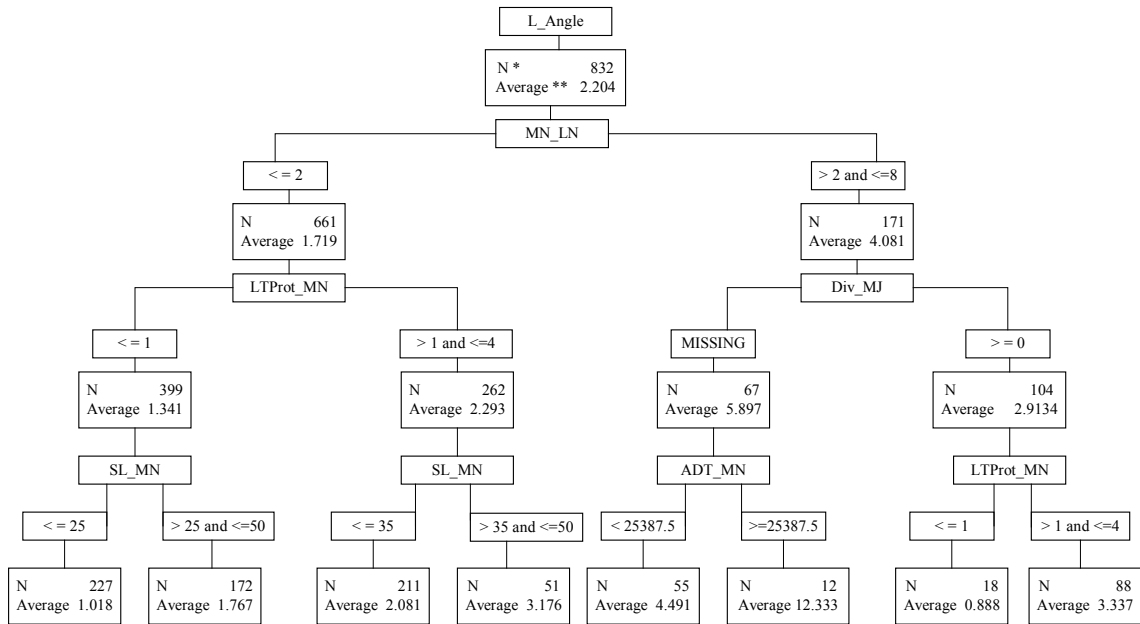 L_Angle
N * 832
Average ** 2.204
MN_LN
< = 2
> 2 and <=8
N 661
Average 1.719
N 171
Average 4.081
LTProt_MN
Div_MJ
< = 1
> 1 and <=4
MISSING
> = 0
N 399
Average 1.341
N 262
Average 2.293
N 67
Average 5.897
N 104
Average 2.9134
SL_MN
SL_MN
ADT_MN
LTProt_MN
< = 25
> 25 and <=50
< = 35
> 35 and <=50
< 25387.5
>=25387.5
< = 1
> 1 and <=4
N 227
Average 1.018
N 172
Average 1.767
N 211
Average 2.081
N 51
Average 3.176
N 55
Average 4.491
N 12
Average 12.333
N 18
Average 0.888
N 88
Average 3.337